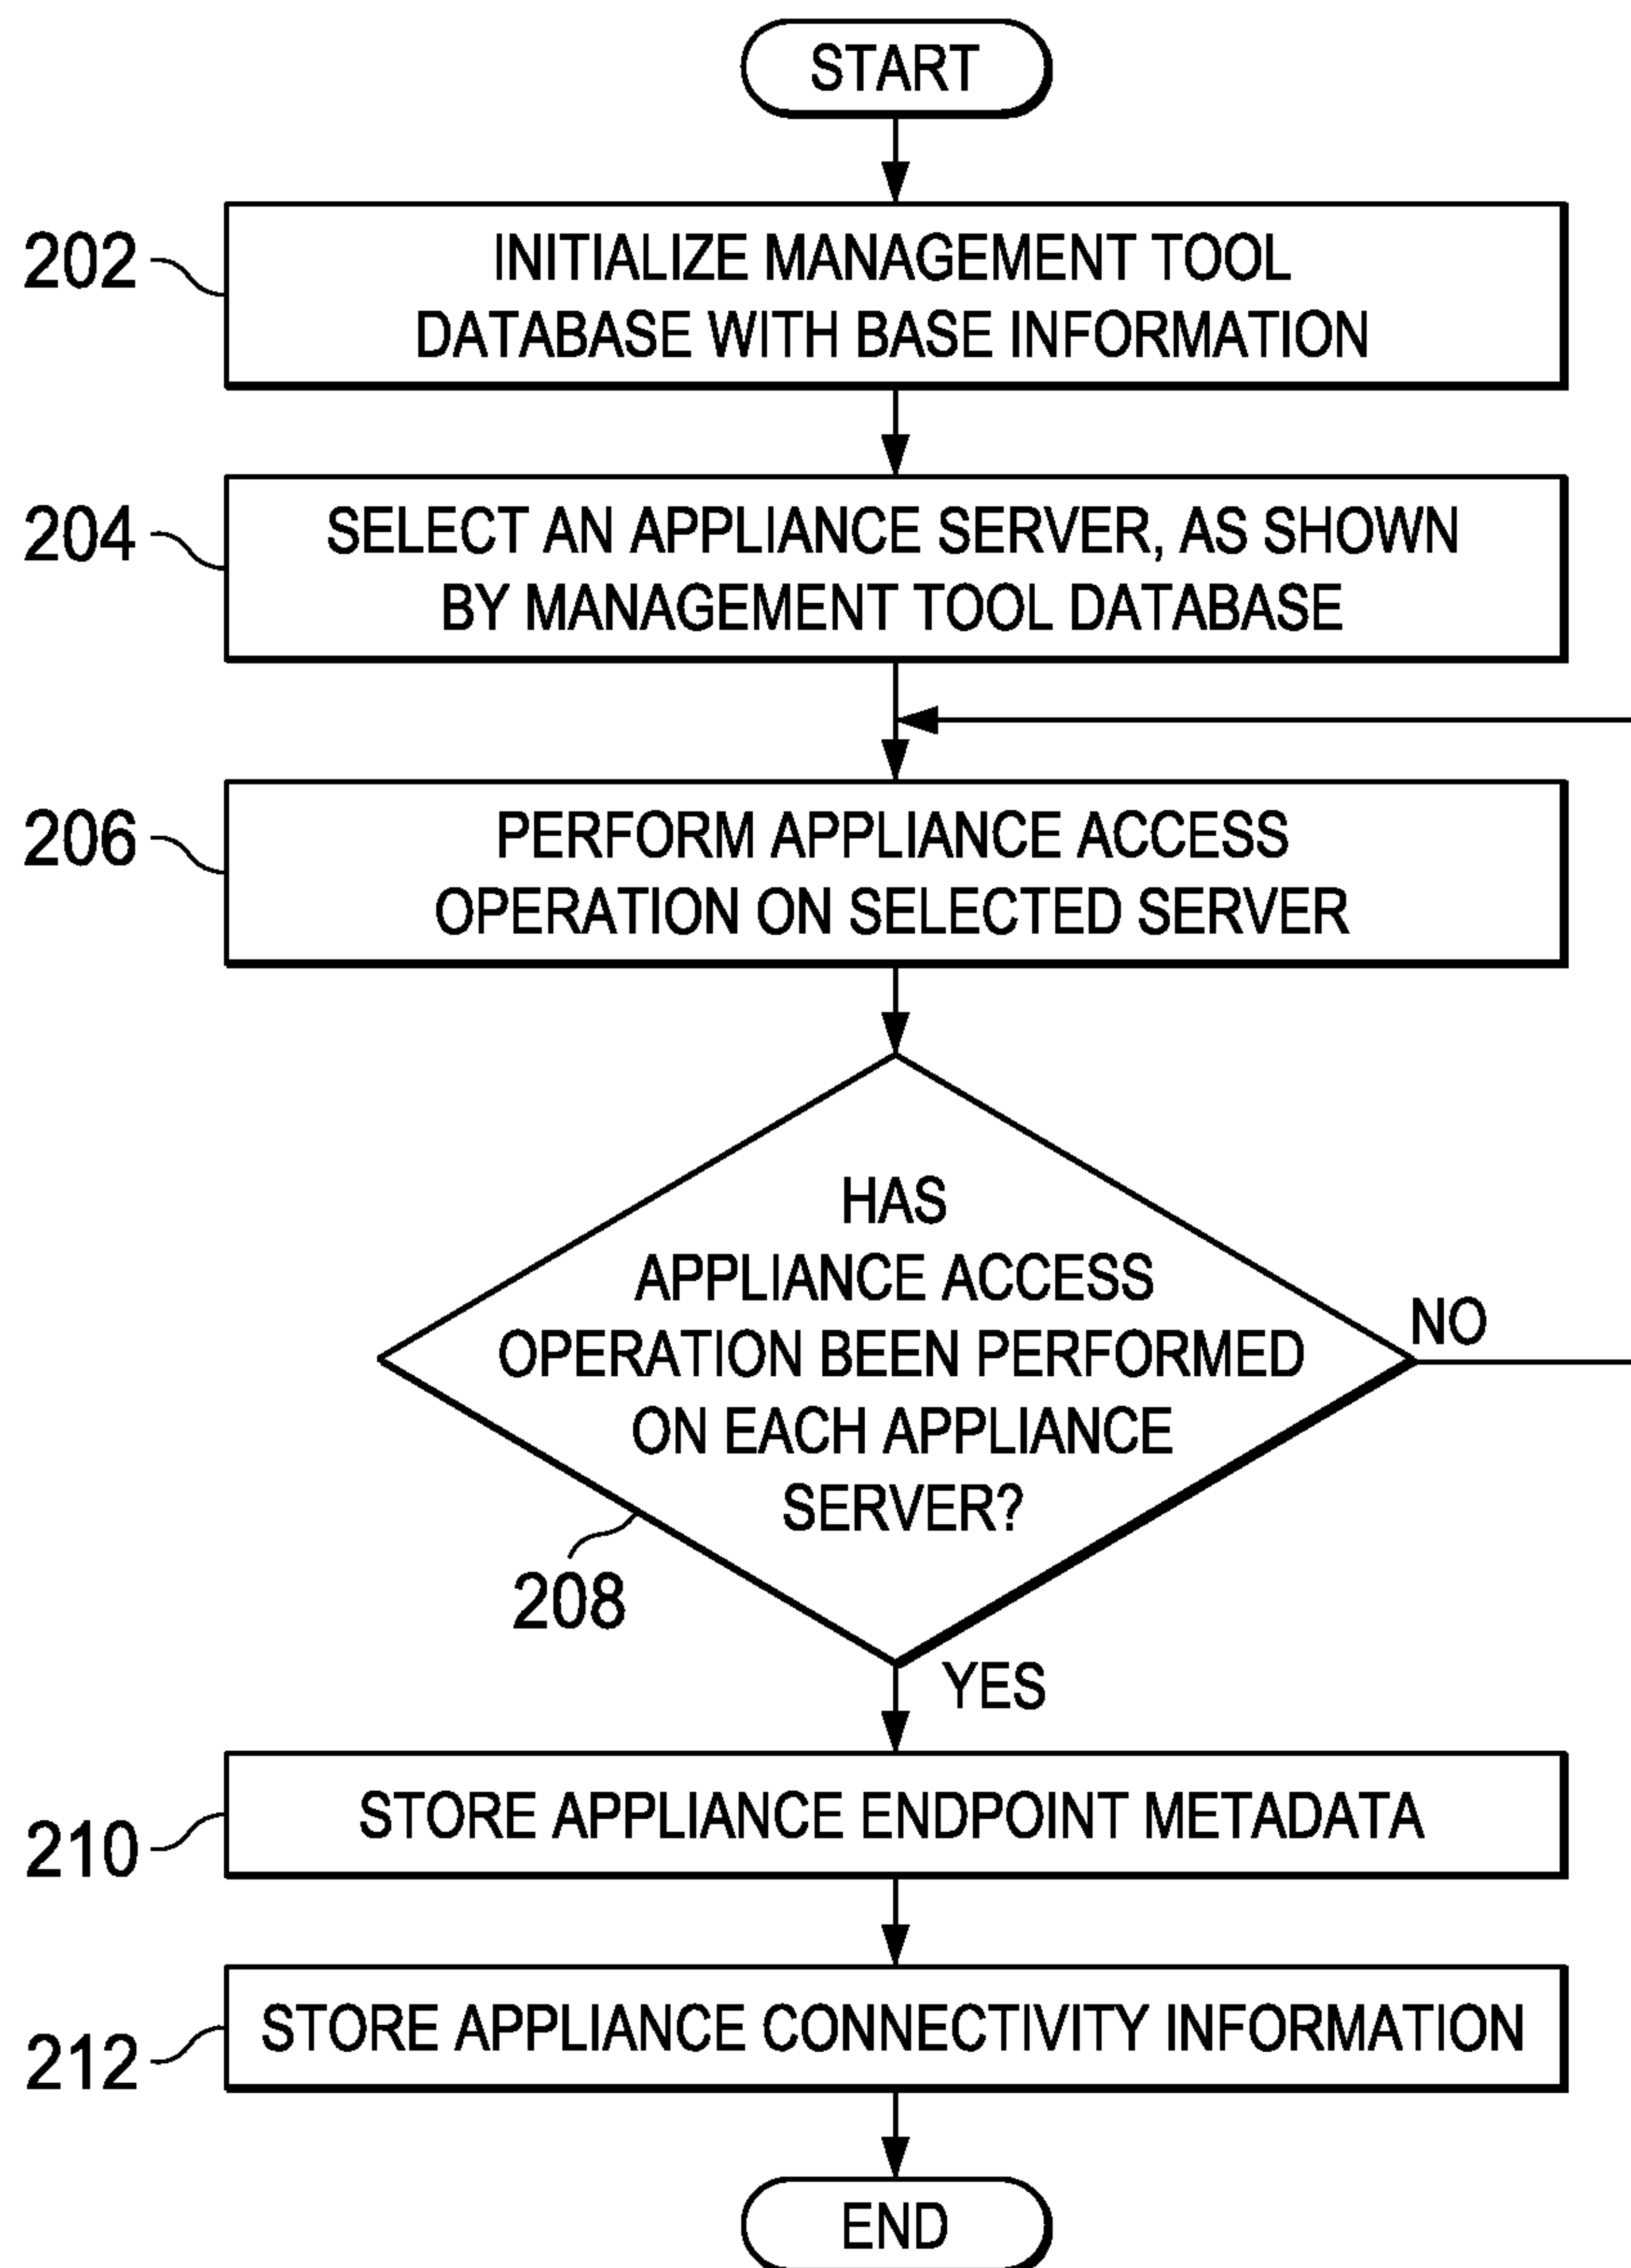 START
202
INITIALIZE MANAGEMENT TOOL
DATABASE WITH BASE INFORMATION
204
SELECT AN APPLIANCE SERVER, AS SHOWN
BY MANAGEMENT TOOL DATABASE
206
PERFORM APPLIANCE ACCESS
OPERATION ON SELECTED SERVER
HAS
APPLIANCE ACCESS
OPERATION BEEN PERFORMED
ON EACH APPLIANCE
SERVER?
NO
208
YES
210
STORE APPLIANCE ENDPOINT METADATA
212
STORE APPLIANCE CONNECTIVITY INFORMATION
END